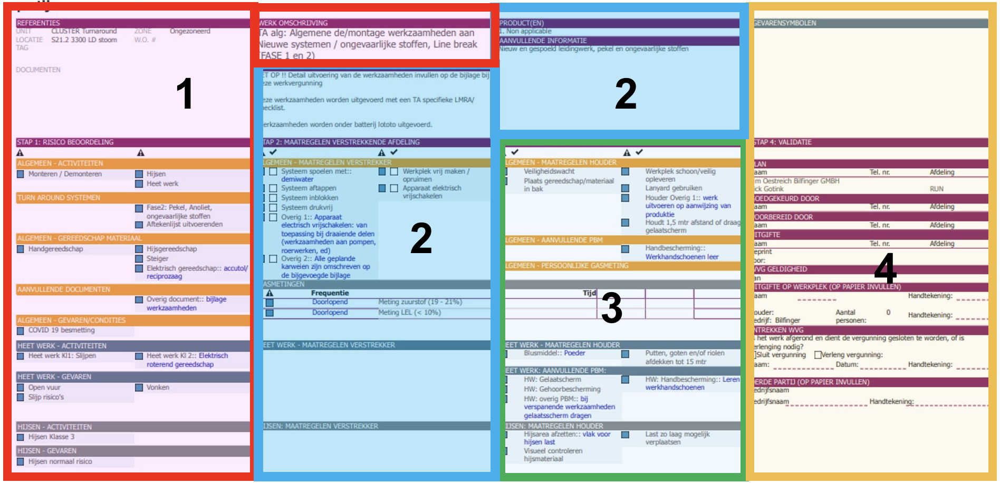 REFERENTIES
UNIT CLUSTER Turnaround ZONE Ongezoneerd
LOCATIE S21.2 3300 LD stoom W.O. #
TAG
DOCUMENTEN
1
STAP 1: RISICO BEOORDELING
ALGEMEEN - ACTIVITEITEN
Monteren / Demonteren
Hijsen
Heet werk
TURN AROUND SYSTEMEN
Fase2: Pekel, Anoliet,
ongevaarlijke stoffen
Aftekenlijst uitvoerenden
ALGEMEEN - GEREEDSCHAP MATERIAAL
Handgereedschap
Hijsgereedschap
Steiger
Elektrisch gereedschap:: accutol/
reciprozaag
AANVULLENDE DOCUMENTEN
Overig document:: bijlage
werkzaamheden
ALGEMEEN - GEVAREN/CONDITIES
COVID 19 besmetting
HEET WERK - ACTIVITEITEN
Heet werk Kl1: Slijpen
Heet werk Kl 2:: Elektrisch
roterend gereedschap
HEET WERK - GEVAREN
Open vuur
Slijp risico's
Vonken
HIJSEN - ACTIVITEITEN
Hijsen Klasse 3
HIJSEN - GEVAREN
Hijsen normaal risico
WERK OMSCHRIJVING
TA alg: Algemene de/montage werkzaamheden aan
Nieuwe systemen / ongevaarlijke stoffen, Line break
(FASE 1 en 2)
ET OP !! Detail uitvoering van de werkzaamheden invullen op de bijlage bij
eze werkvergunning
eze werkzaamheden worden uitgevoerd met een TA specifieke LMRA/
ecklist.
erkzaamheden worden onder batterij lototo uitgevoerd.
TAP 2: MAATREGELEN VERSTREKKENDE AFDELING
LGEMEEN - MAATREGELEN VERSTREKKER
Systeem spoelen met::
demiwater
Systeem aftappen
Systeem inblokken
Systeem drukvrij
Overig 1:: Apparaat
electrisch vrijschakelen: van
toepassing bij draaiende delen
(werkzaamheden aan pompen,
roerwerken, ed)
Overig 2:: Alle geplande
karweien zijn omschreven op
de bijgevoegde bijlage
Werkplek vrij maken /
opruimen
Apparaat elektrisch
vrijschakelen
2
ASMETINGEN
Frequentie
Doorlopend Meting zuurstof (19 - 21%)
Doorlopend Meting LEL (< 10%)
EET WERK - MAATREGELEN VERSTREKKER
IJSEN: MAATREGELEN VERSTREKKER
PRODUCT(EN)
1. Non applicable
AANVULLENDE INFORMATIE
Nieuw en gespoeld leidingwerk, pekel en ongevaarlijke stoffen
2
LGEMEEN - MAATREGELEN HOUDER
Veiligheidswacht
Plaats gereedschap/materiaal
in bak
Werkplek schoon/veilig
opleveren
Lanyard gebruiken
Houder Overig 1:: werk
uitvoeren op aanwijzing van
produktie
Houdt 1,5 mtr afstand of draag
gelaatscherm
LGEMEEN - AANVULLENDE PBM
Handbescherming::
Werkhandschoenen leer
LGEMEEN - PERSOONLIJKE GASMETING
Tijd
3
EET WERK - MAATREGELEN HOUDER
Blusmiddel:: Poeder
Putten, goten en/of riolen
afdekken tot 15 mtr
EET WERK: AANVULLENDE PBM:
HW: Gelaatscherm
HW: Gehoorbescherming
HW: overig PBM:: bij
verspanende werkzaamheden
gelaatsscherm dragen
HW: Handbescherming:: Leren
werkhandschoenen
IJSEN: MAATREGELEN HOUDER
Hijsarea afzetten:: vlak voor
hijsen last
Visueel controleren
hijsmateriaal
Last zo laag mogelijk
verplaatsen
GEVARENSYMBOLEN
STAP 4: VALIDATIE
LAN
aam Tel. nr. Afdeling
m Oestreich Bilfinger GMBH
ick Gotink RUN
OEDGEKEURD DOOR
aam Tel. nr. Afdeling
OORBEREID DOOR
aam Tel. nr. Afdeling
ITGIFTE
aam Tel. nr. Afdeling
eprint
oor:
4
WVG GELDIGHEID
an
ITGIFTE OP WERKPLEK (OP PAPIER INVULLEN)
aam Handtekening:
ouder: Aantal 0 Handtekening:
edrijf: Bilfinger personen:
NTREKKEN WVG
s het werk afgerond en dient de vergunning gesloten te worden, of is
erlenging nodig?
Sluit vergunning Verleng vergunning:
aam: Datum: Handtekening:
ERDE PARTIJ (OP PAPIER INVULLEN)
edrijfsnaam
edrijfsnaam Handtekening: